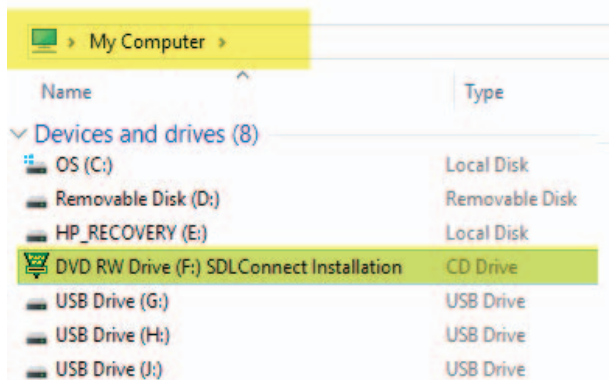 > My Computer >
Name Type
Devices and drives (8)
OS (C:) Local Disk
Removable Disk (D:) Removable Disk
HP_RECOVERY (E:) Local Disk
DVD RW Drive (F:) SDLConnect Installation CD Drive
USB Drive (G:) USB Drive
USB Drive (H:) USB Drive
USB Drive (J:) USB Drive